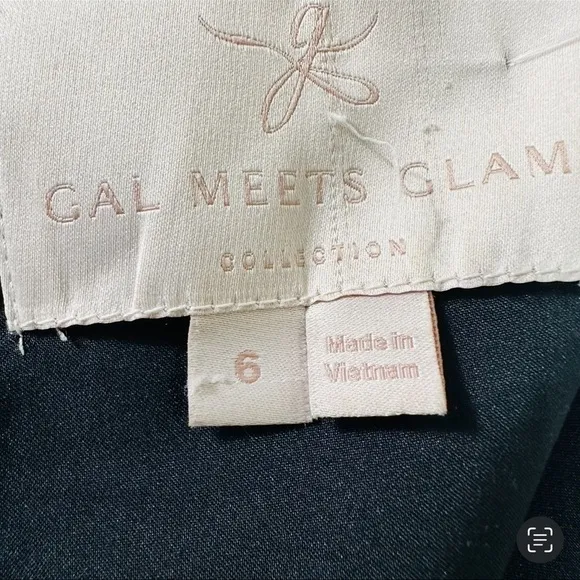 g
GAL MEETS GLAM
COLLECTION
6
Made in
Vietnam